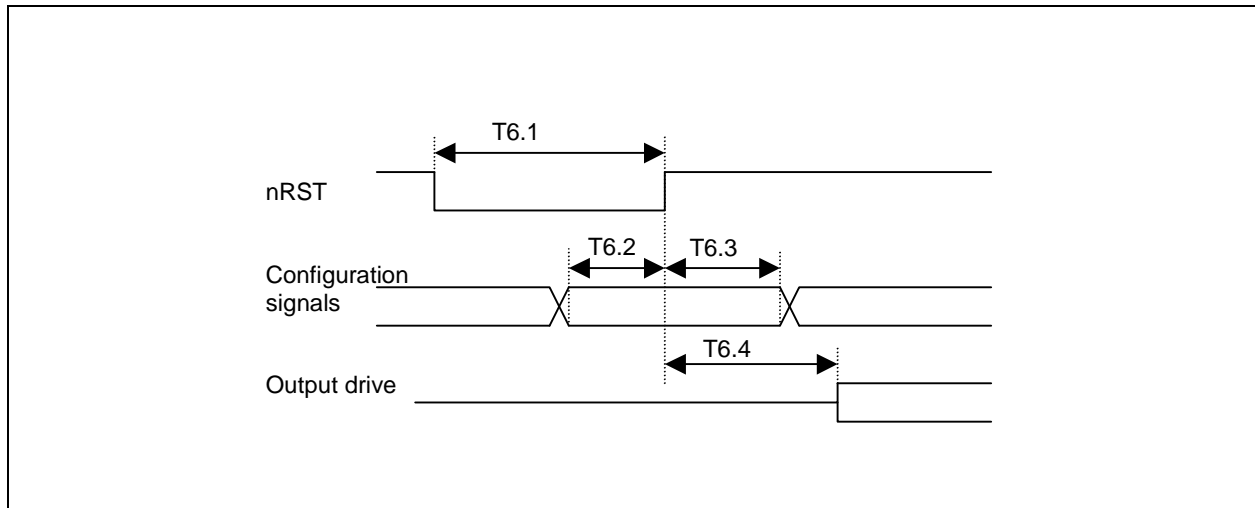 T6.1
nRST
T6.2
T6.3
Configuration
signals
T6.4
Output drive